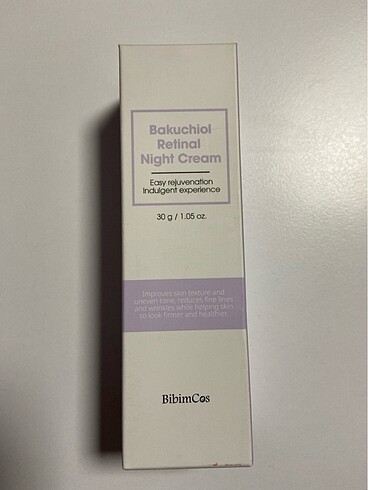 Bakuchiol
Retinal
Night Cream
Easy rejuvenation
Indulgent experience
30 g / 1.05 oz.
Improves skin texture and
uneven tone, reduces fine lines
and wrinkles while helping skin
to look firmer and healthier
BibimCos